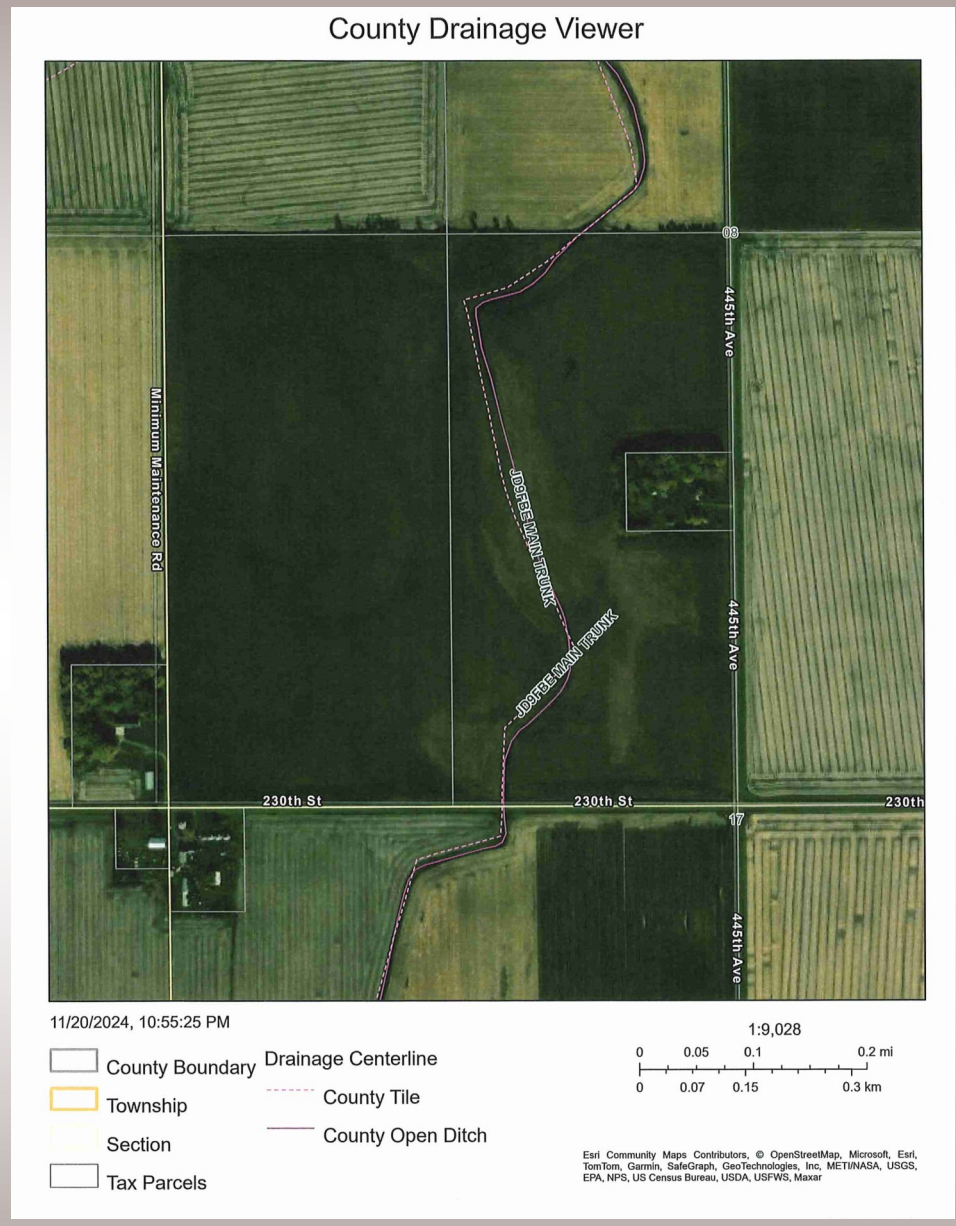 County Drainage Viewer
08
445th Ave
Minimum Maintenance Rd
JD9FBE MAIN TRUNK
445th Ave
JD9FBE MAIN TRUNK
230th St
230th St
230th
17
445th Ave
11/20/2024, 10:55:25 PM
County Boundary
Township
Section
Tax Parcels
Drainage Centerline
County Tile
County Open Ditch
1:9,028
0 0.05 0.1 0.2 mi
0 0.07 0.15 0.3 km
Esri Community Maps Contributors, © OpenStreetMap, Microsoft, Esri,
TomTom, Garmin, SafeGraph, GeoTechnologies, Inc, METI/NASA, USGS,
EPA, NPS, US Census Bureau, USDA, USFWS, Maxar